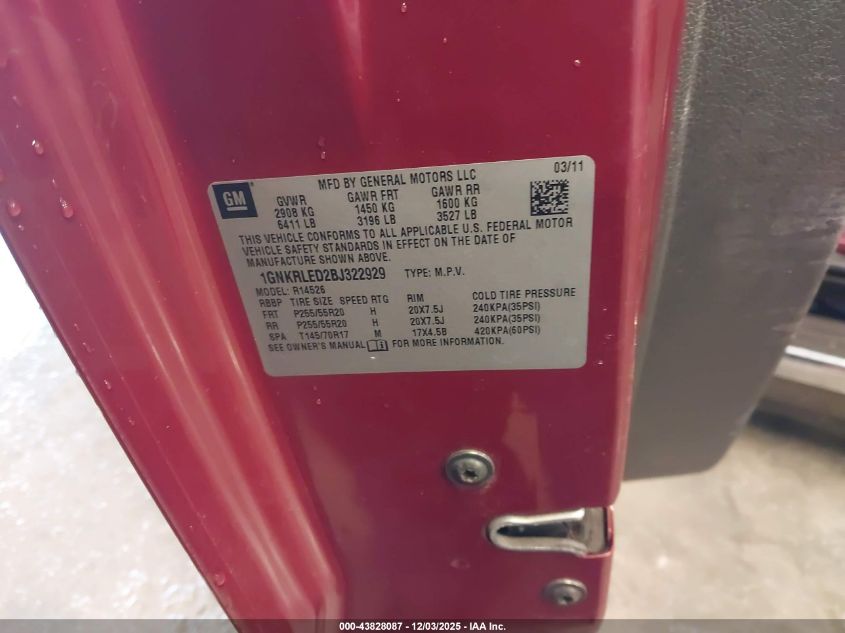 GM
MFD BY GENERAL MOTORS LLC 03/11
GVWR GAWR FRT GAWR RR
2908 KG 1450 KG 1600 KG
6411 LB 3196 LB 3527 LB
THIS VEHICLE CONFORMS TO ALL APPLICABLE U.S. FEDERAL MOTOR
VEHICLE SAFETY STANDARDS IN EFFECT ON THE DATE OF
MANUFACTURE SHOWN ABOVE.
1GNKRLED2BJ322929 TYPE: M.P.V.
MODEL: R14526
RBBP TIRE SIZE SPEED RTG RIM COLD TIRE PRESSURE
FRT P255/55R20 H 20X7.5J 240KPA(35PSI)
RR P255/55R20 H 20X7.5J 240KPA(35PSI)
SPA T145/70R17 M 17X4.5B 420KPA(60PSI)
SEE OWNER'S MANUAL FOR MORE INFORMATION.
000-43828087 - 12/03/2025 - IAA Inc.